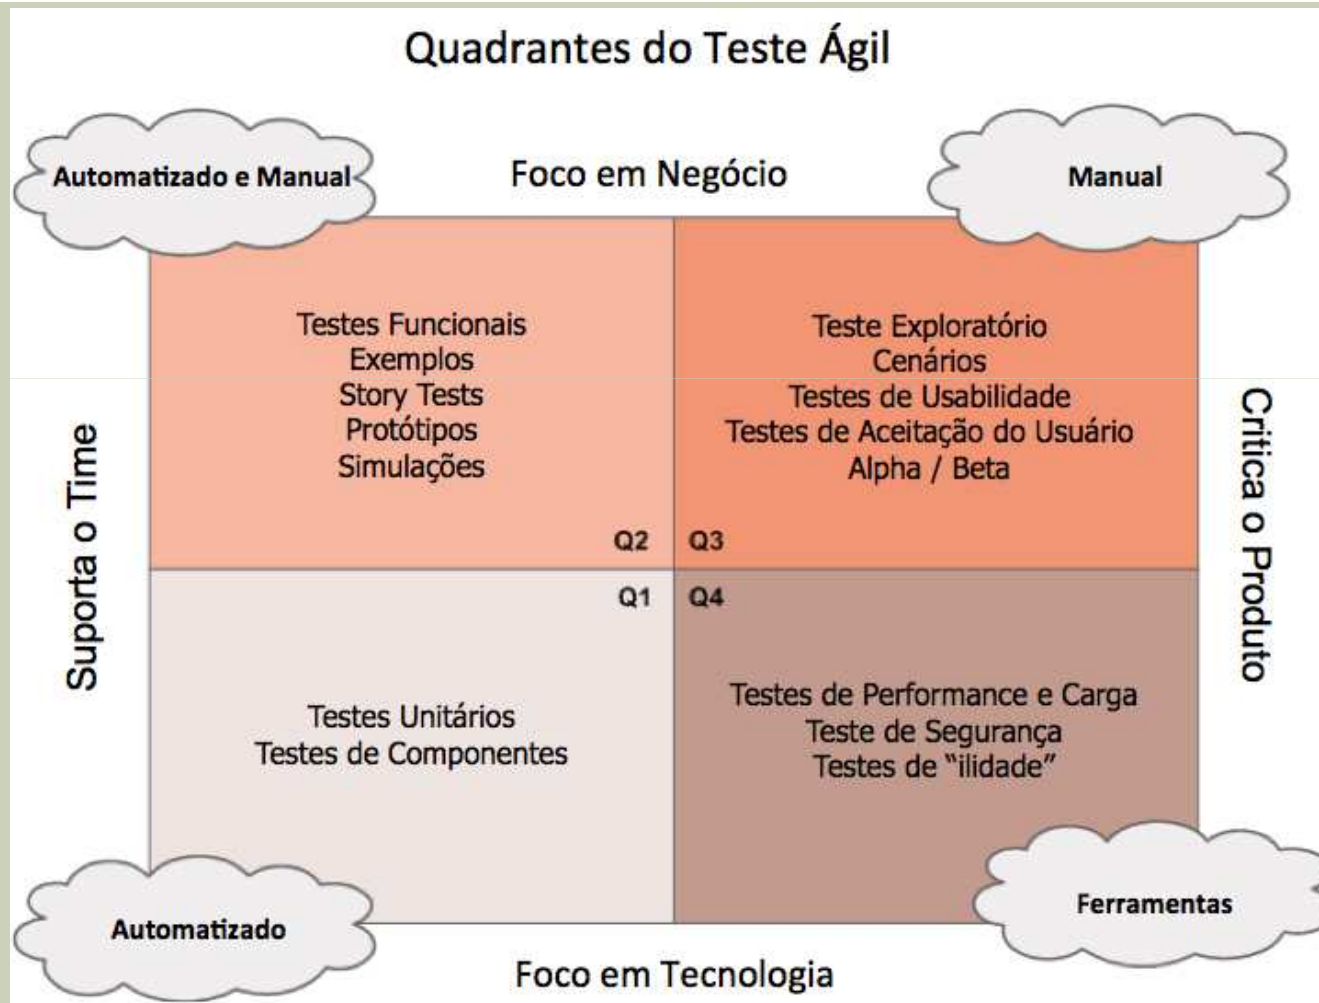 Quadrantes do Teste Ágil
Automatizado e Manual
Foco em Negócio
Manual
Testes Funcionais
Exemplos
Story Tests
Protótipos
Simulações
Q2
Teste Exploratório
Cenários
Testes de Usabilidade
Testes de Aceitação do Usuário
Alpha / Beta
Q3
Suporta o Time
Critica o Produto
Q1
Testes Unitários
Testes de Componentes
Q4
Testes de Performance e Carga
Teste de Segurança
Testes de “ilidade”
Automatizado
Foco em Tecnologia
Ferramentas